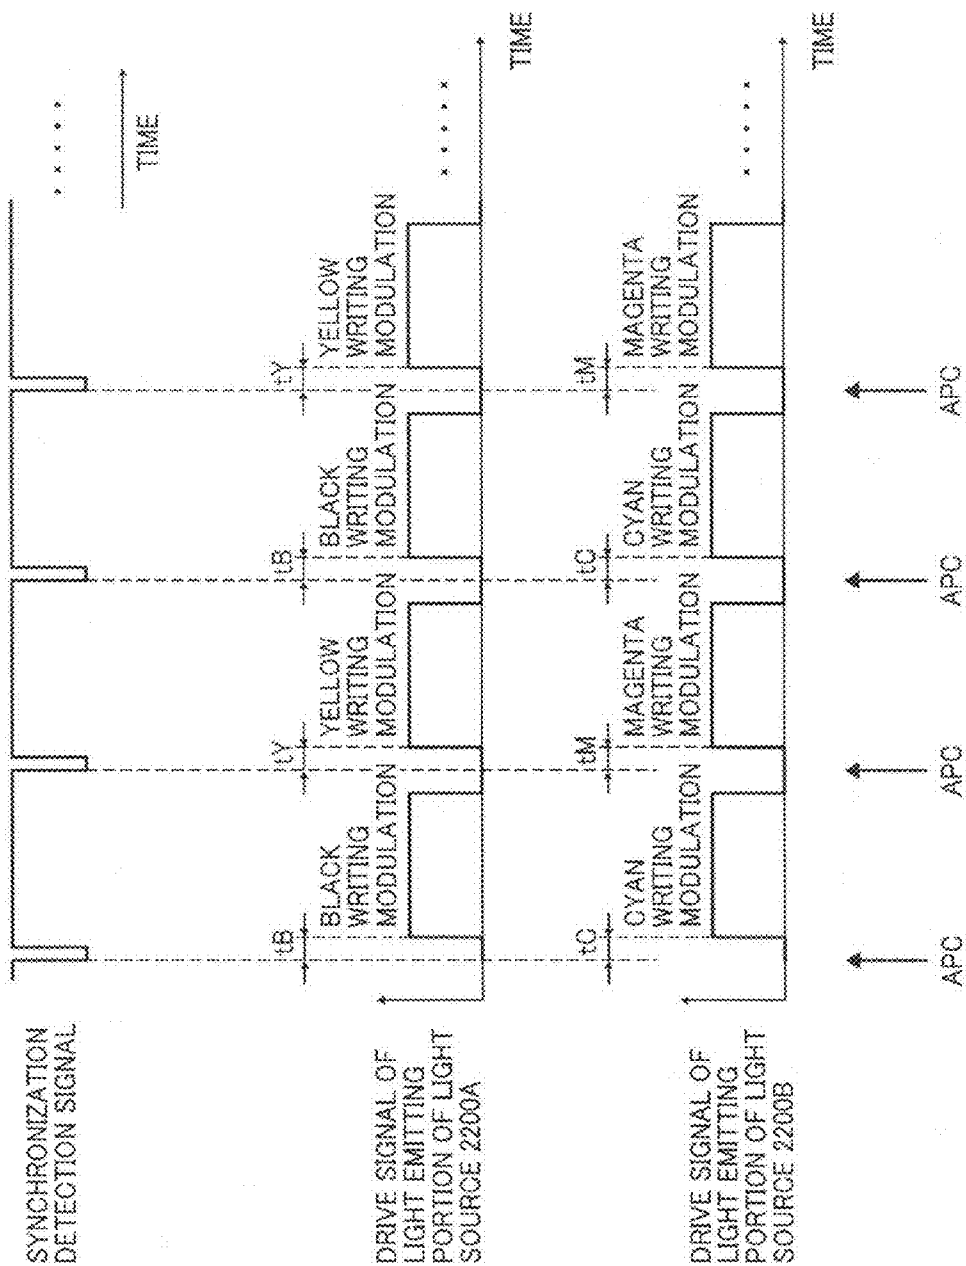 SYNCHRONIZATION
DETECTION SIGNAL
TIME
DRIVE SIGNAL OF
LIGHT EMITTING
PORTION OF LIGHT
SOURCE 2200A
tB
BLACK
WRITING
MODULATION
tY
YELLOW
WRITING
MODULATION
tB
BLACK
WRITING
MODULATION
tY
YELLOW
WRITING
MODULATION
TIME
DRIVE SIGNAL OF
LIGHT EMITTING
PORTION OF LIGHT
SOURCE 2200B
tC
CYAN
WRITING
MODULATION
tM
MAGENTA
WRITING
MODULATION
tC
CYAN
WRITING
MODULATION
tM
MAGENTA
WRITING
MODULATION
TIME
APC
APC
APC
APC